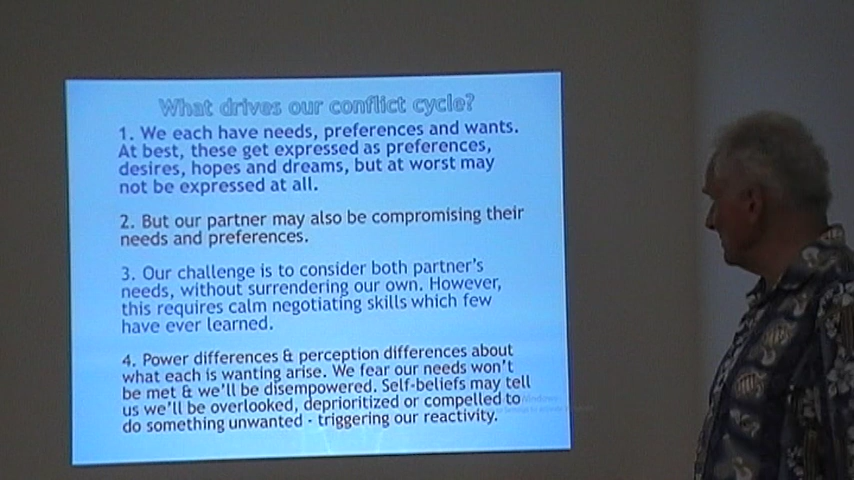 What drives our conflict cycle?
1. We each have needs, preferences and wants.
At best, these get expressed as preferences,
desires, hopes and dreams, but at worst may
not be expressed at all.
2. But our partner may also be compromising their
needs and preferences.
3. Our challenge is to consider both partner's
needs, without surrendering our own. However,
this requires calm negotiating skills which few
have ever learned.
4. Power differences & perception differences about
what each is wanting arise. We fear our needs won't
be met & we'll be disempowered. Self-beliefs may tell
us we'll be overlooked, deprioritized or compelled to
do something unwanted - triggering our reactivity.
Windows